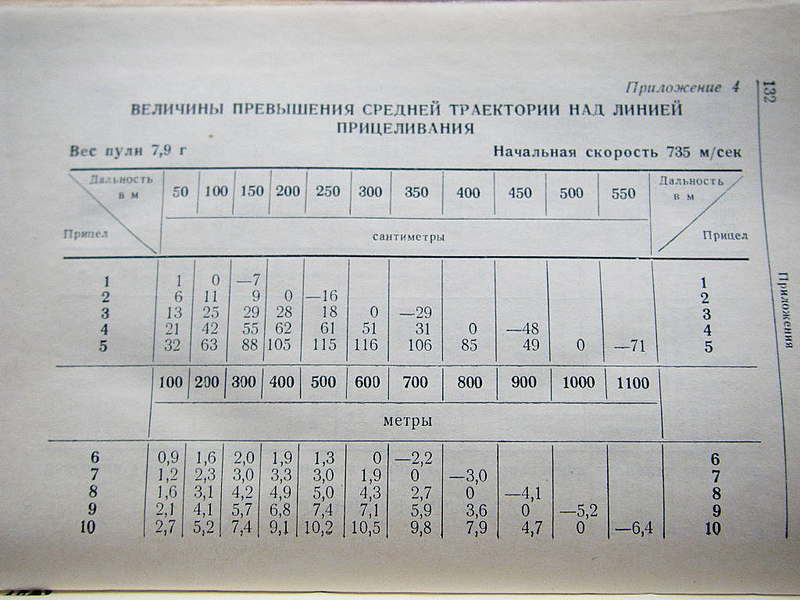 Приложение 4
132
ВЕЛИЧИНЫ ПРЕВЫШЕНИЯ СРЕДНЕЙ ТРАЕКТОРИИ НАД ЛИНИЕЙ
ПРИЦЕЛИВАНИЯ
Вес пули 7,9 г Начальная скорость 735 м/сек
Дальность в м 50 100 150 200 250 300 350 400 450 500 550 Дальность в м
Прицел сантиметры Прицел
1 1 0 —7 1
2 6 11 9 0 —16 2
3 13 25 29 28 18 0 —29 3
4 21 42 55 62 61 51 31 0 —48 4
5 32 63 88 105 115 116 106 85 49 0 —71 5
100 200 300 400 500 600 700 800 900 1000 1100
метры
6 0,9 1,6 2,0 1,9 1,3 0 —2,2 6
7 1,2 2,3 3,0 3,3 3,0 1,9 0 —3,0 7
8 1,6 3,1 4,2 4,9 5,0 4,3 2,7 0 —4,1 8
9 2,1 4,1 5,7 6,8 7,4 7,1 5,9 3,6 0 —5,2 9
10 2,7 5,2 7,4 9,1 10,2 10,5 9,8 7,9 4,7 0 —6,4 10
Приложения